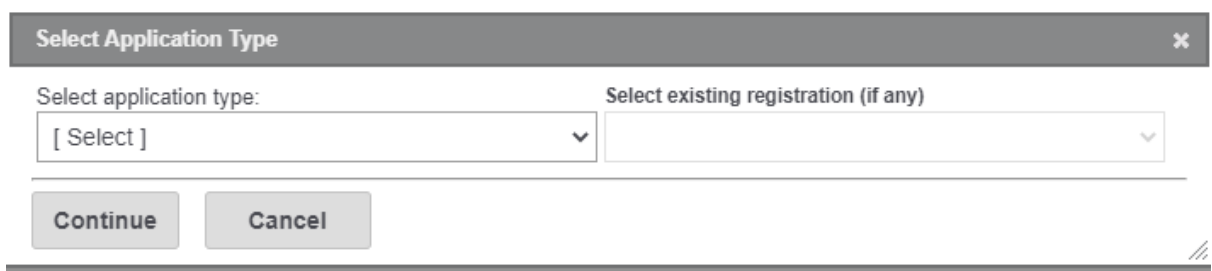 Select Application Type
Select application type:
Select existing registration (if any)
[ Select ]
Continue
Cancel